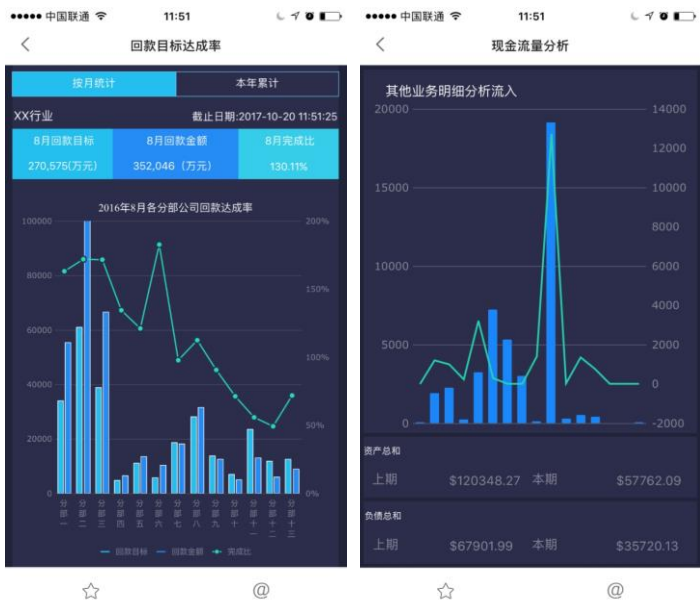 中国联通 11:51
回款目标达成率
按月统计 本年累计
XX行业 截止日期:2017-10-20 11:51:25
8月回款目标 8月回款金额 8月完成比
270,575(万元) 352,046（万元） 130.11%
2016年8月各分部公司回款达成率
100000 200%
80000
150%
60000
100%
40000
50%
20000
0 0%
分部一 分部二 分部三 分部四 分部五 分部六 分部七 分部八 分部九 分部十 分部十一 分部十二 分部十三
回款目标 回款金额 完成比
@
中国联通 11:51
现金流量分析
其他业务明细分析流入
20000 14000
12000
15000 10000
8000
10000 6000
4000
5000 2000
0
0 -2000
资产总和
上期 $120348.27 本期 $57762.09
负债总和
上期 $67901.99 本期 $35720.13
@